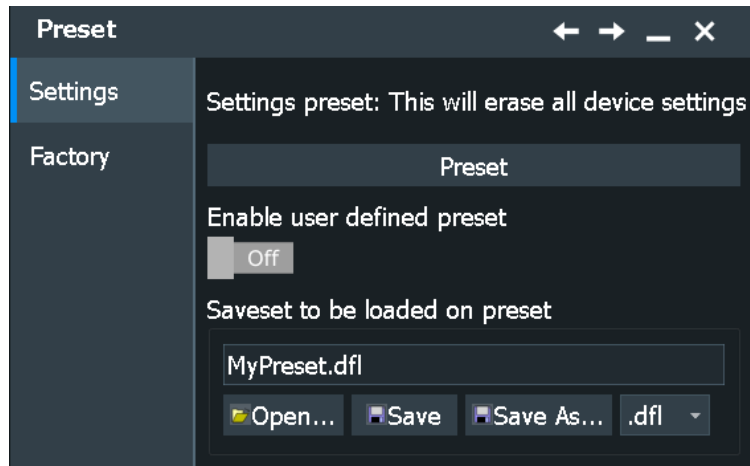 Preset
Settings
Factory
Settings preset: This will erase all device settings
Preset
Enable user defined preset
Off
Saveset to be loaded on preset
MyPreset.dfl
Open... Save Save As... .dfl